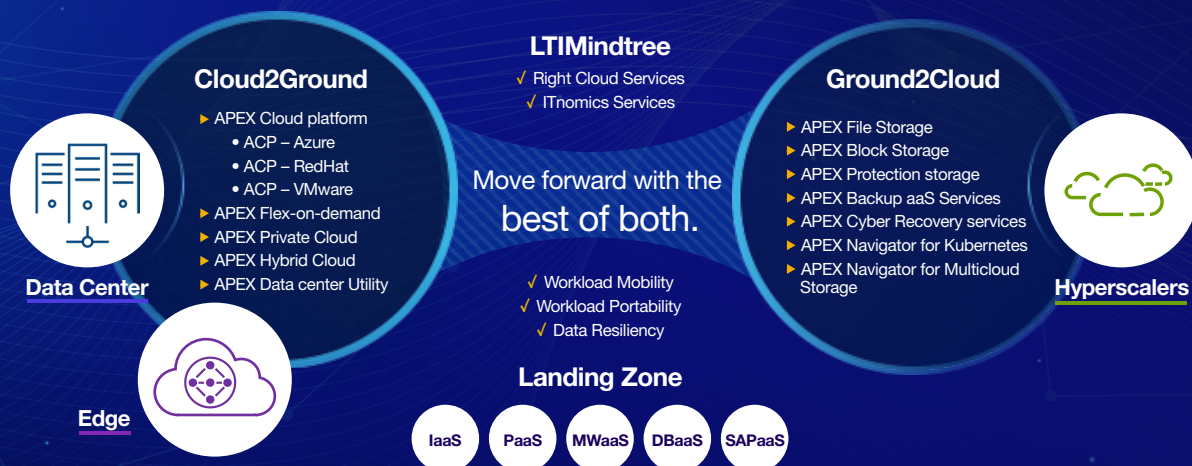 LTIMindtree
√ Right Cloud Services
√ ITnomics Services
Cloud2Ground
APEX Cloud platform
• ACP – Azure
• ACP – RedHat
• ACP – VMware
APEX Flex-on-demand
APEX Private Cloud
APEX Hybrid Cloud
APEX Data center Utility
Data Center
Edge
Move forward with the
best of both.
√ Workload Mobility
√ Workload Portability
√ Data Resiliency
Ground2Cloud
APEX File Storage
APEX Block Storage
APEX Protection storage
APEX Backup aaS Services
APEX Cyber Recovery services
APEX Navigator for Kubernetes
APEX Navigator for Multicloud
Storage
Hyperscalers
Landing Zone
IaaS
PaaS
MWaaS
DBaaS
SAPaaS